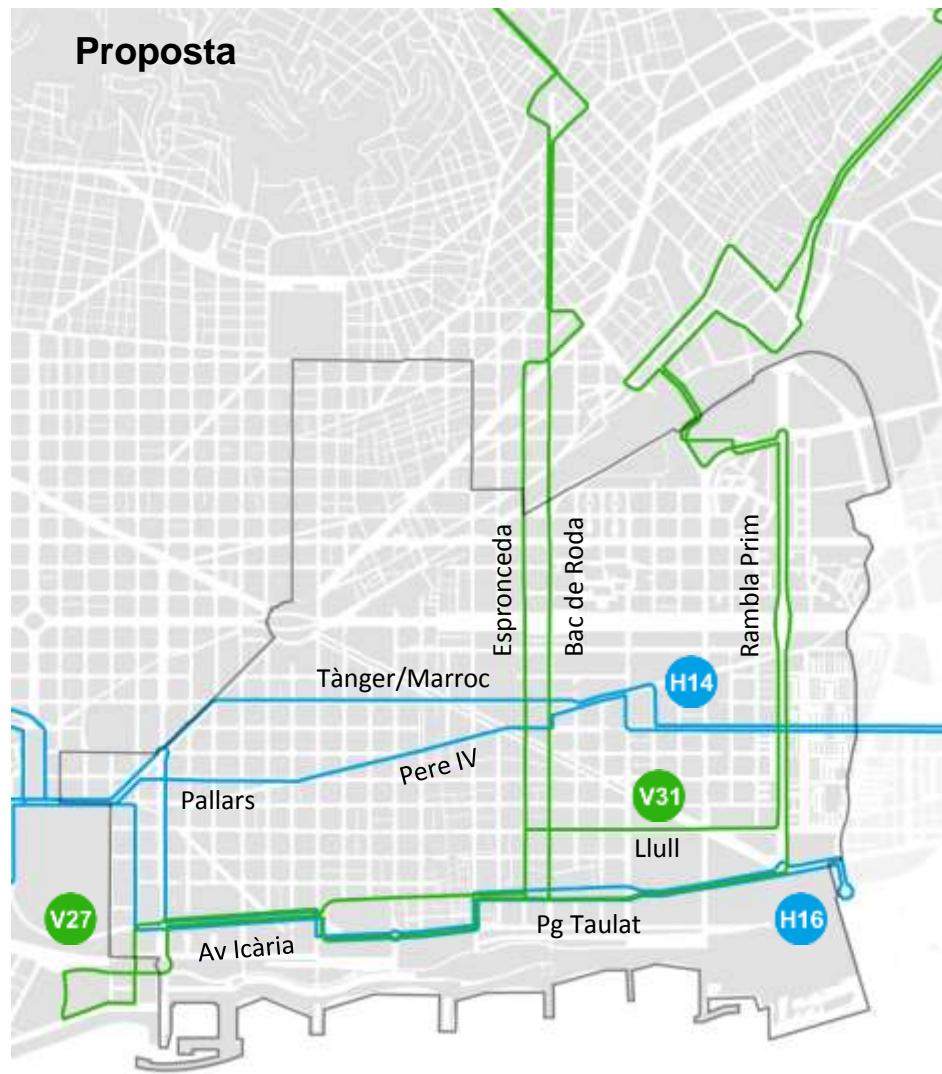 Proposta
Espronceda
Bac de Roda
Rambla Prim
Tànger/Marroc
H14
Pere IV
Pallars
V31
Llull
V27
Av Icària
Pg Taulat
H16